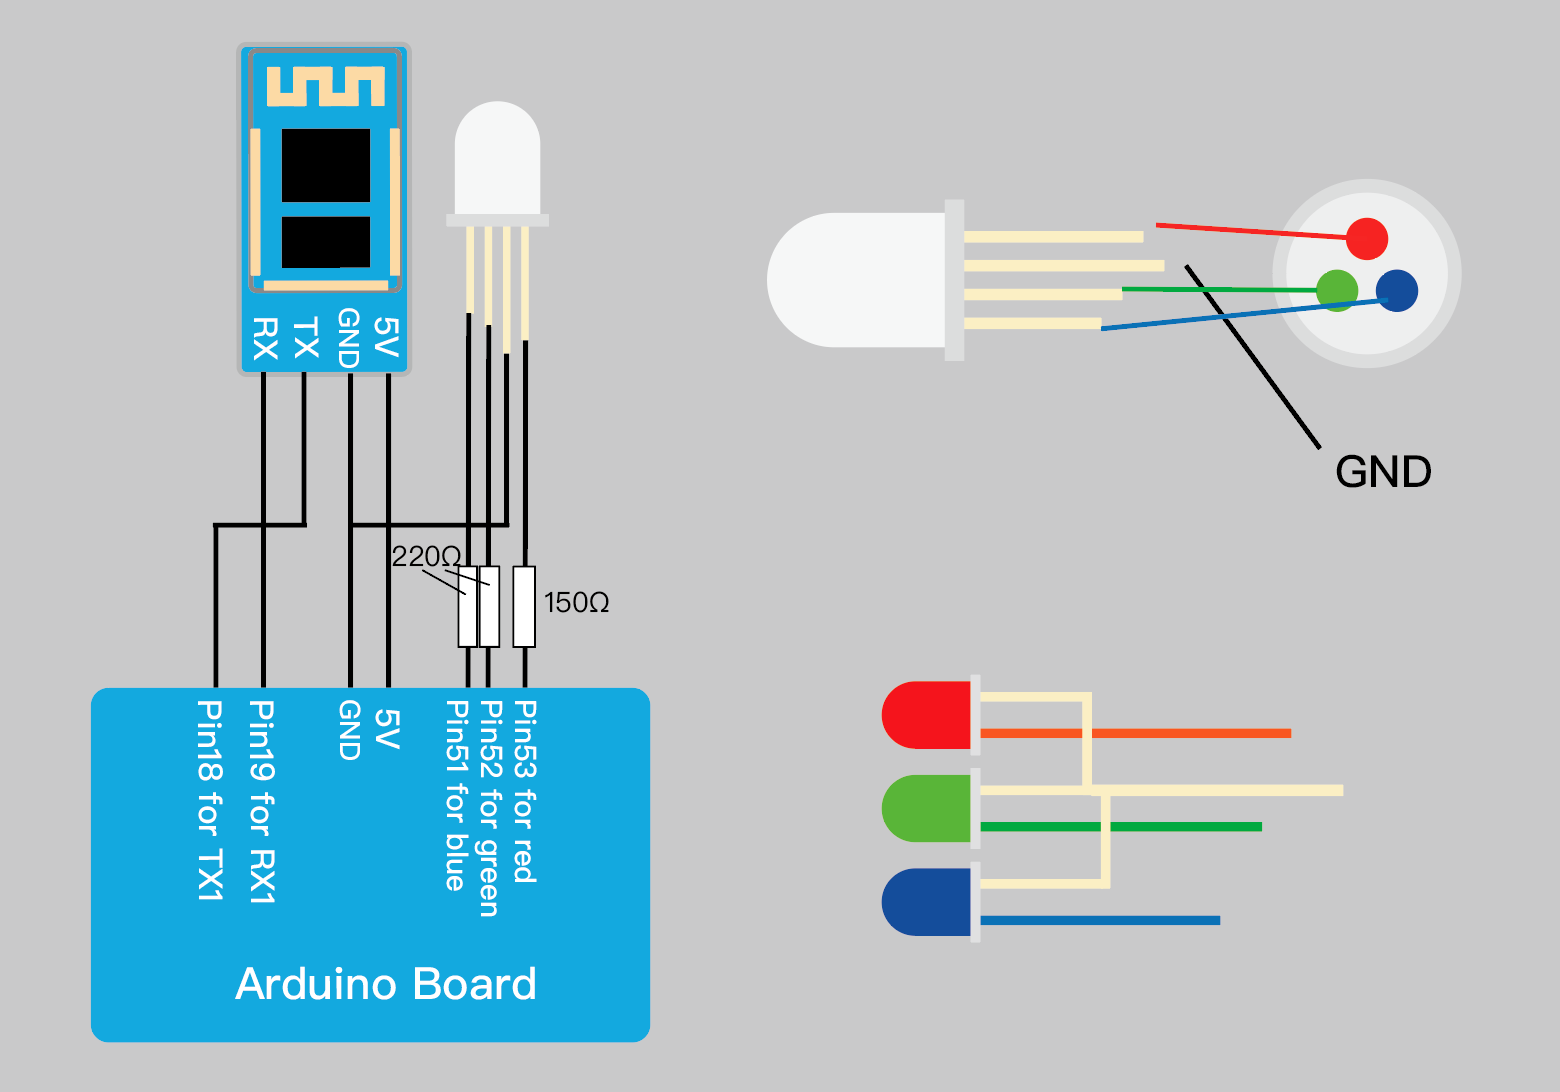 RX
TX
GND
5V
220Ω
150Ω
Pin18 for TX1
Pin19 for RX1
GND
5V
Pin51 for blue
Pin52 for green
Pin53 for red
Arduino Board
GND